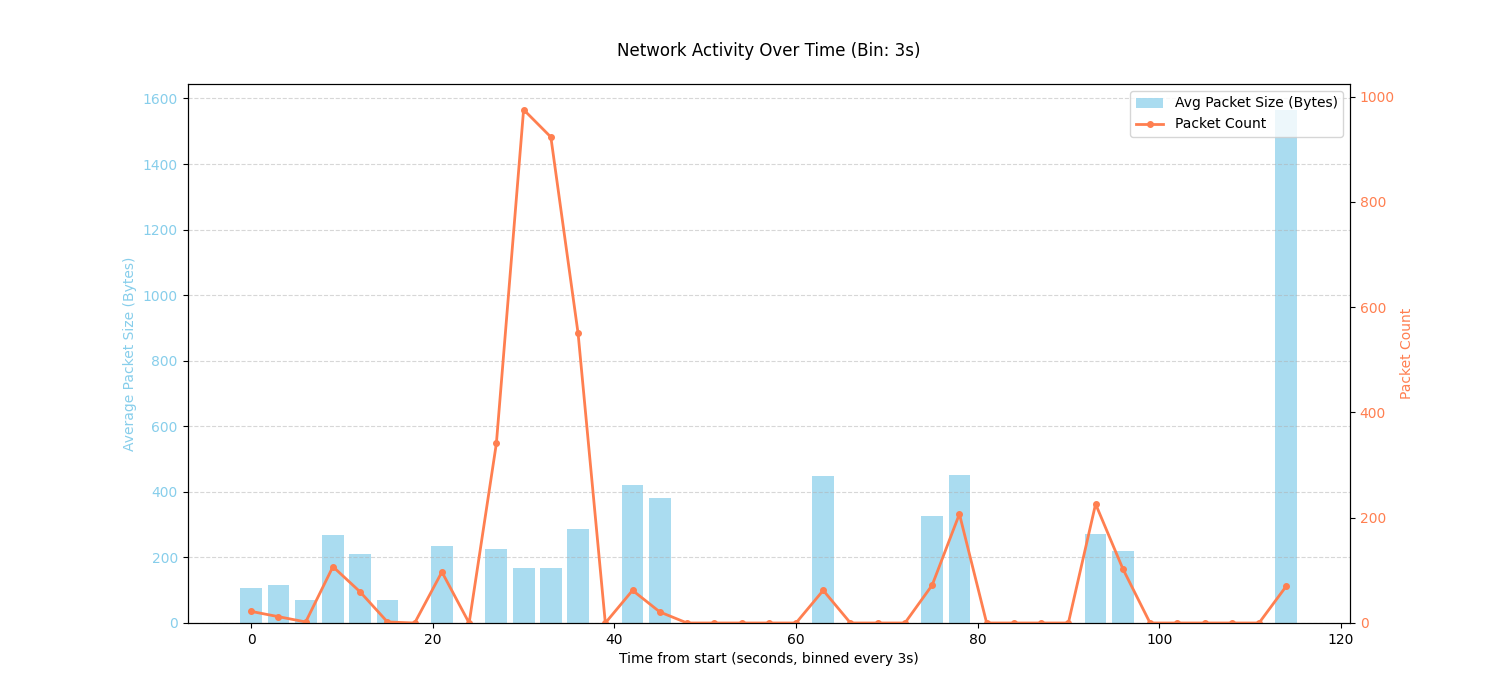 Network Activity Over Time (Bin: 3s)
Avg Packet Size (Bytes)
Packet Count
1600
1400
1200
1000
800
600
400
200
0
Average Packet Size (Bytes)
1000
800
600
400
200
0
Packet Count
0 20 40 60 80 100 120
Time from start (seconds, binned every 3s)